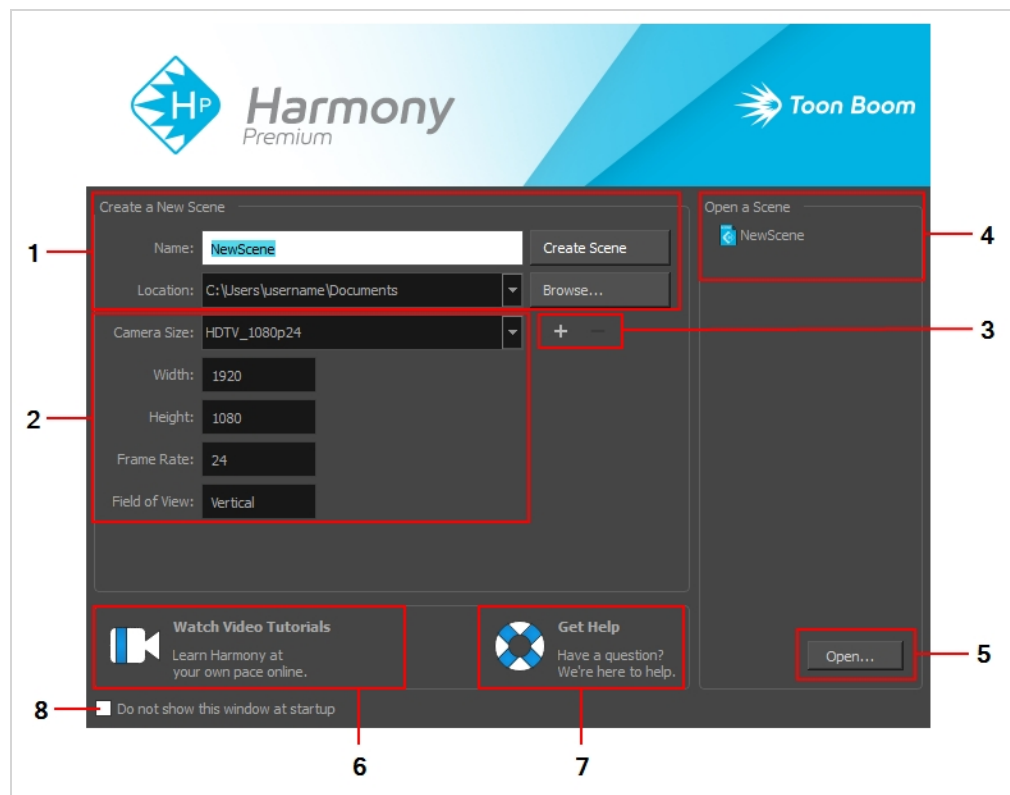 HP
Harmony
Premium
Toon Boom
Create a New Scene
Name: NewScene Create Scene
Location: C:\Users\username\Documents Browse...
Camera Size: HDTV_1080p24 + −
Width: 1920
Height: 1080
Frame Rate: 24
Field of View: Vertical
Open a Scene
NewScene
Open...
Watch Video Tutorials
Learn Harmony at
your own pace online.
Get Help
Have a question?
We're here to help.
Do not show this window at startup
1
2
3
4
5
6
7
8